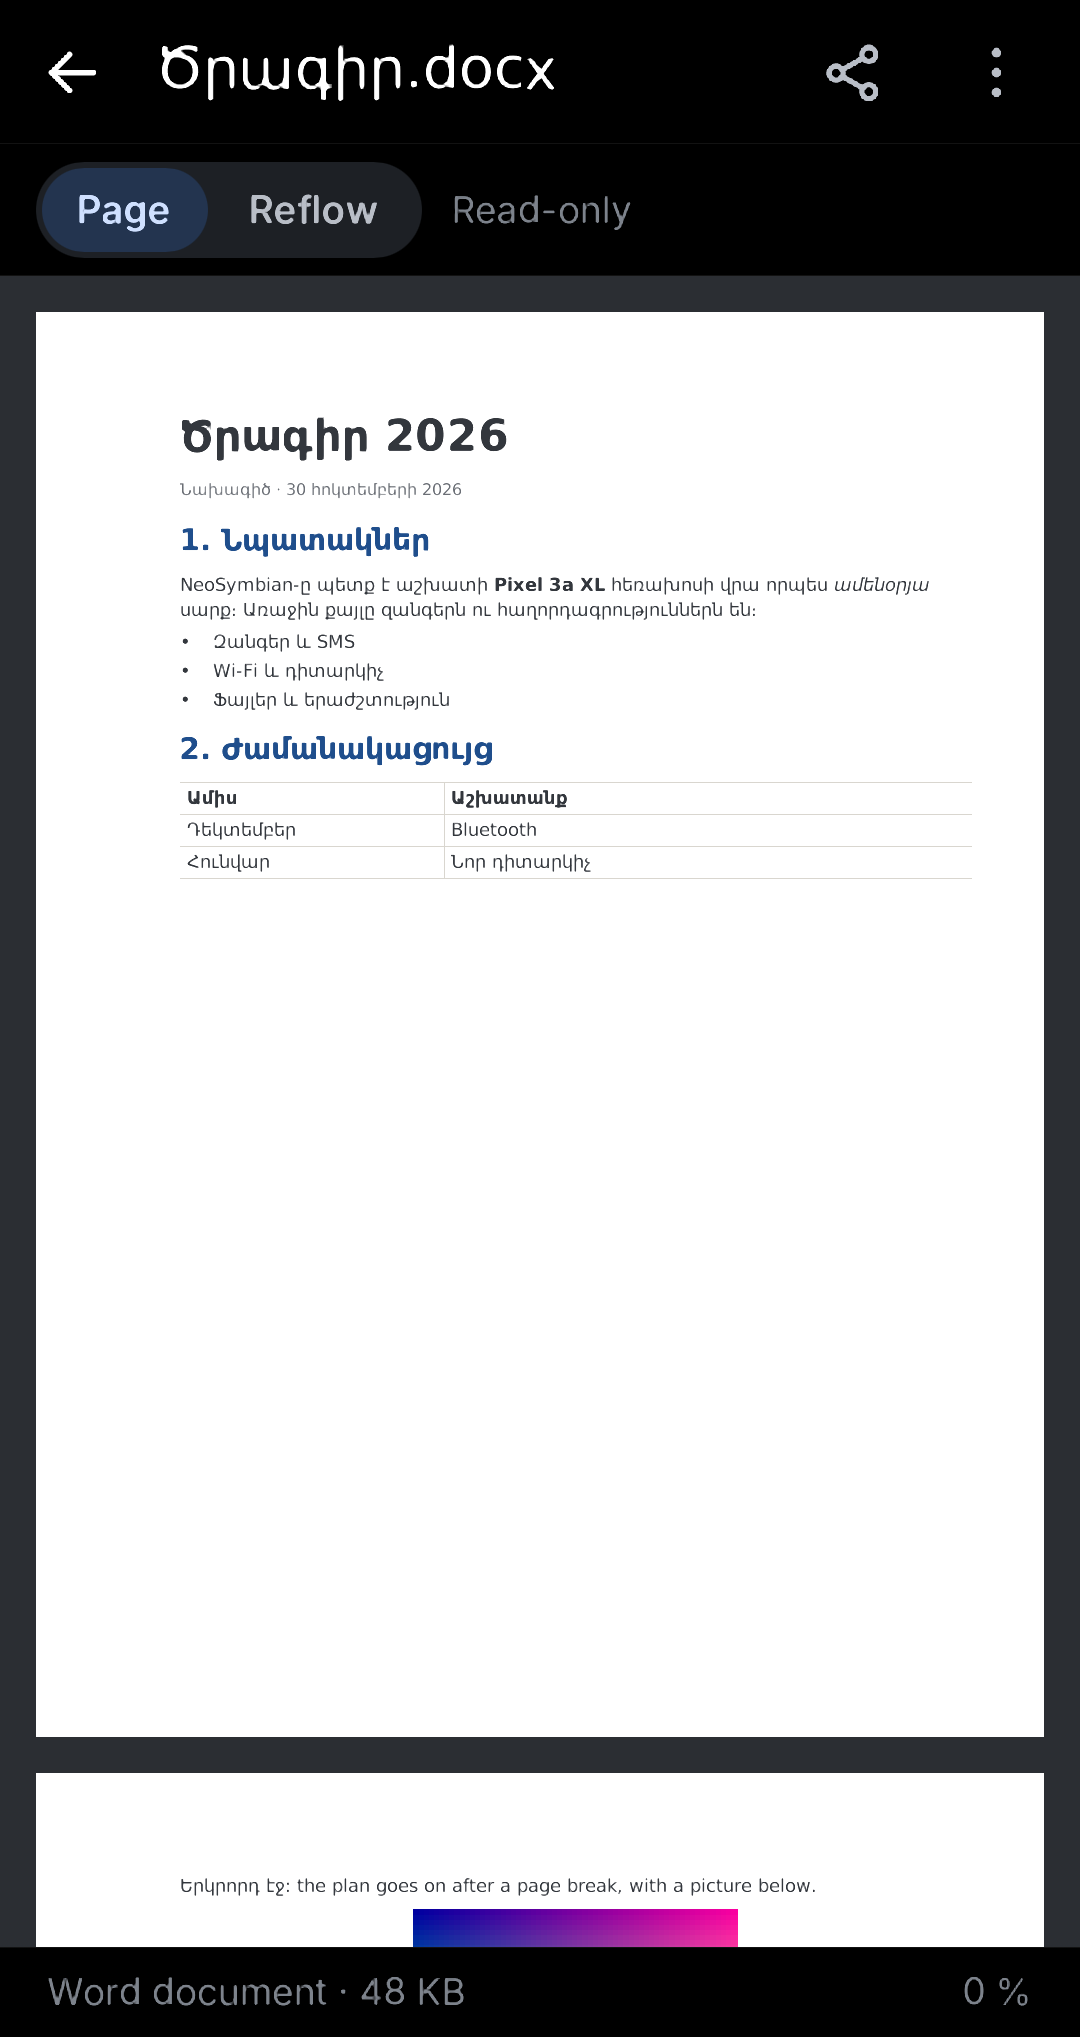 Ծրագիր.docx
Page Reflow Read-only
Ծրագիր 2026
Նախագիծ · 30 հոկտեմբերի 2026
1. Նպատակներ
NeoSymbian-ը պետք է աշխատի Pixel 3a XL հեռախոսի վրա որպես ամենօրյա
սարք։ Առաջին քայլը զանգերն ու հաղորդագրություններն են։
• Զանգեր և SMS
• Wi-Fi և դիտարկիչ
• Ֆայլեր և երաժշտություն
2. Ժամանակացույց
Ամիս Աշխատանք
Դեկտեմբեր Bluetooth
Հունվար Նոր դիտարկիչ
Երկրորդ էջ: the plan goes on after a page break, with a picture below.
Word document · 48 KB 0 %